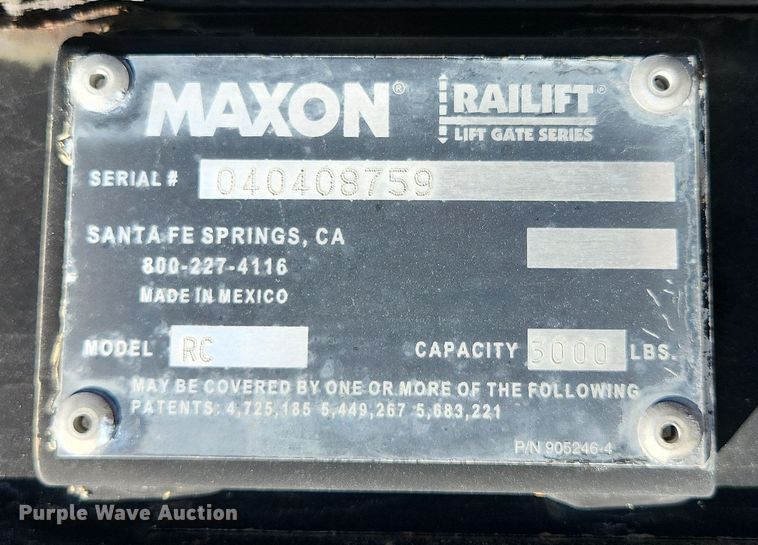 MAXON®
RAILIFT®
LIFT GATE SERIES
SERIAL # 040408759
SANTA FE SPRINGS, CA
800-227-4116
MADE IN MEXICO
MODEL RC CAPACITY 3000 LBS.
MAY BE COVERED BY ONE OR MORE OF THE FOLLOWING
PATENTS: 4,725,185 5,449,267 5,683,221
P/N 905246-4
Purple Wave Auction